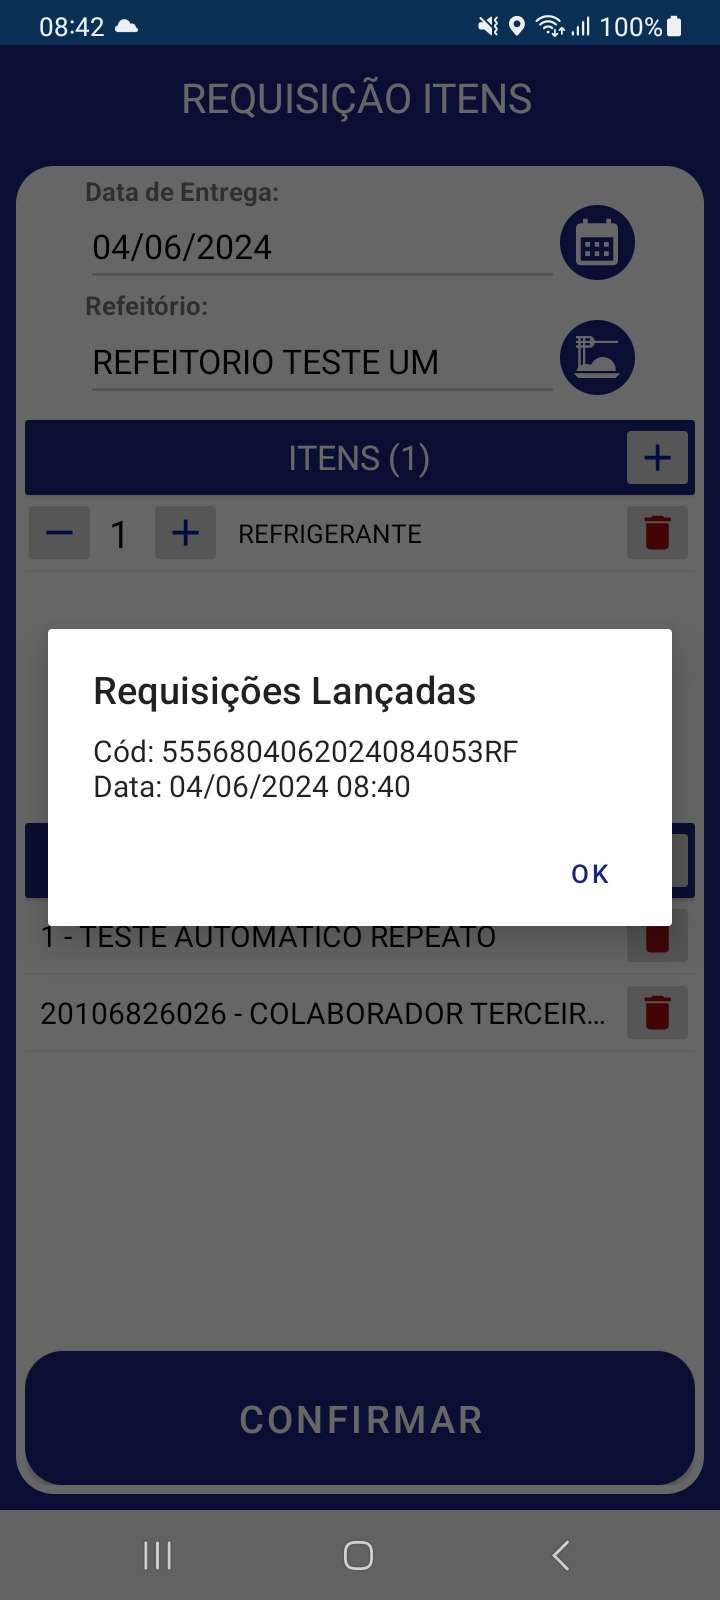 08:42
100%
REQUISIÇÃO ITENS
Data de Entrega:
04/06/2024
Refeitório:
REFEITORIO TESTE UM
ITENS (1)
1 REFRIGERANTE
Requisições Lançadas
Cód: 5556804062024084053RF
Data: 04/06/2024 08:40
OK
1 - TESTE AUTOMATICO REPEATO
20106826026 - COLABORADOR TERCEIR...
CONFIRMAR